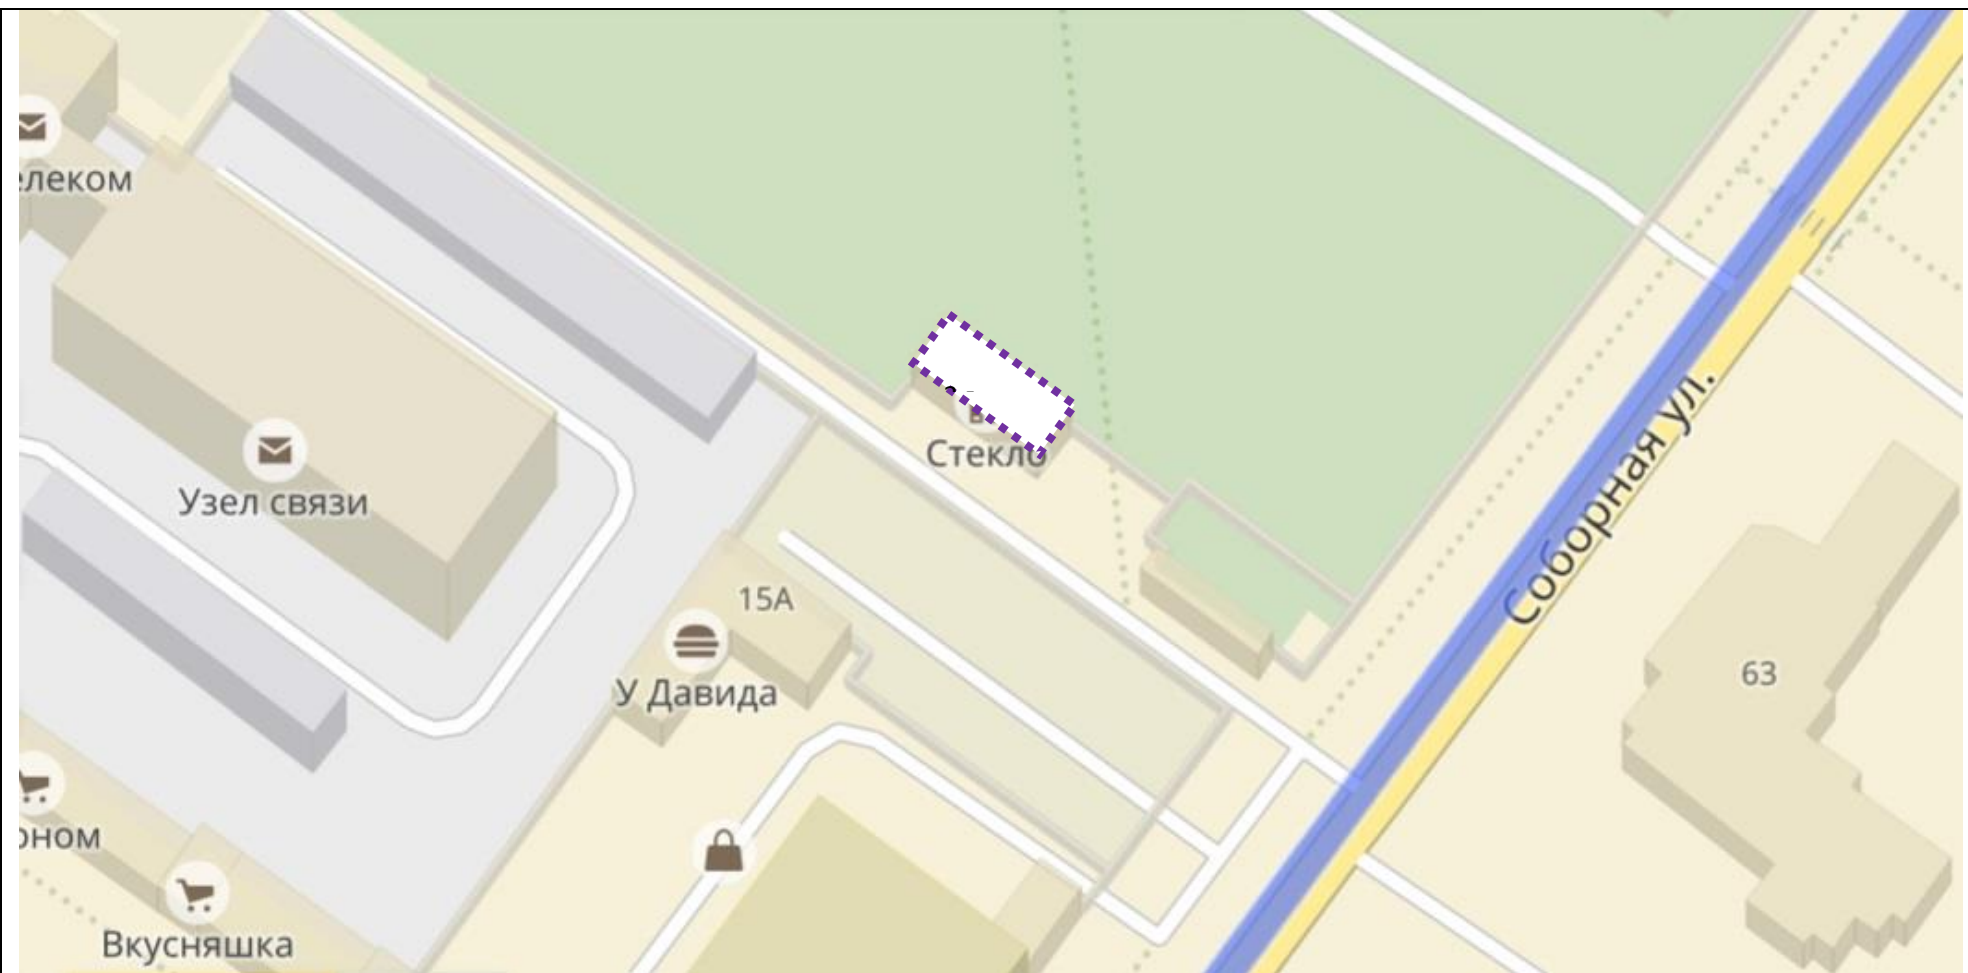 елеком
Стекло
Узел связи
Соборная ул.
15А
63
У Давида
оном
Вкусняшка